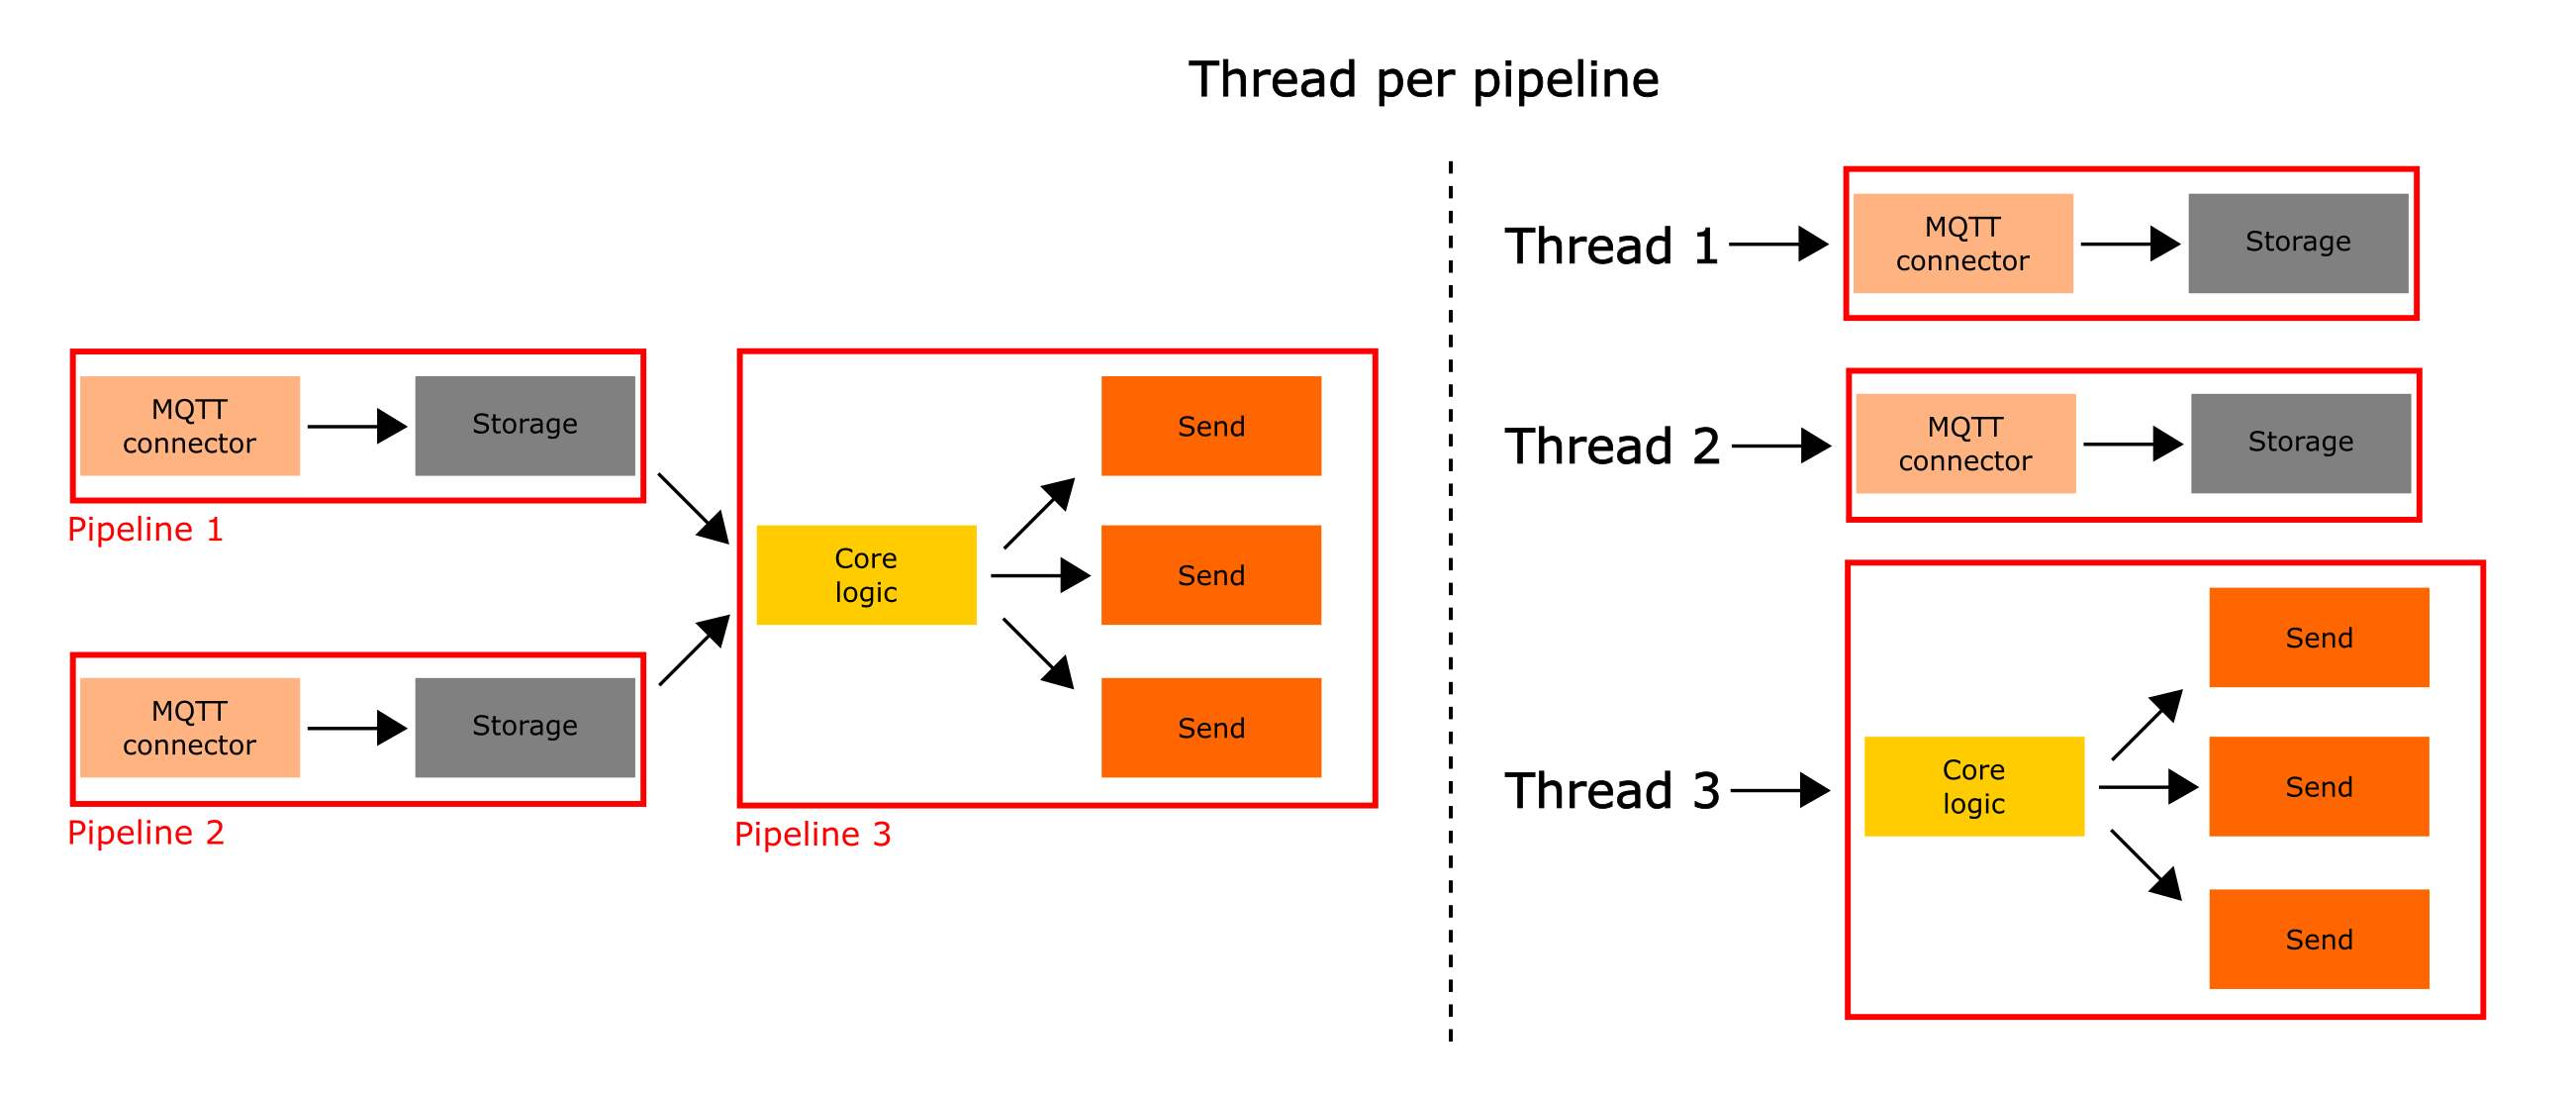 Thread per pipeline
MQTT
connector
Storage
Pipeline 1
MQTT
connector
Storage
Pipeline 2
Core
logic
Send
Send
Send
Pipeline 3
Thread 1
MQTT
connector
Storage
Thread 2
MQTT
connector
Storage
Thread 3
Core
logic
Send
Send
Send